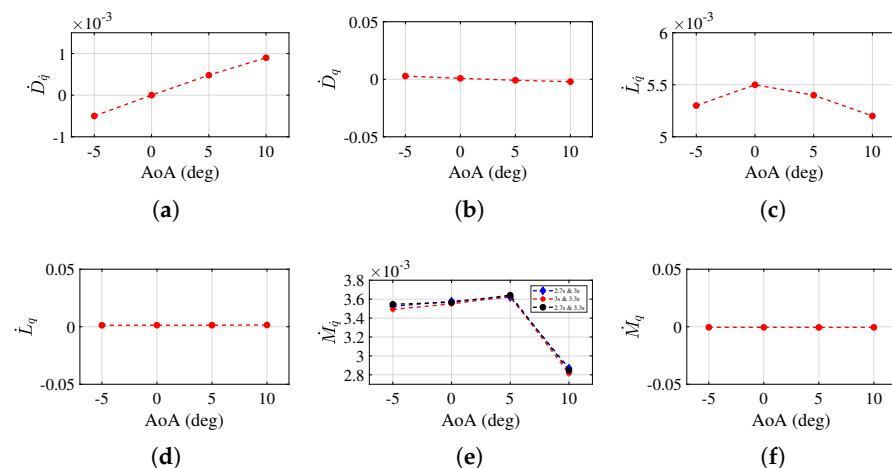 ×10⁻³
1
0
-1
Ḋ_q̇
-5 0 5 10
AoA (deg)
(a)
0.05
0
-0.05
Ḋ_q
-5 0 5 10
AoA (deg)
(b)
×10⁻³
6
5.5
5
L̇_q̇
-5 0 5 10
AoA (deg)
(c)
0.05
0
-0.05
L̇_q
-5 0 5 10
AoA (deg)
(d)
×10⁻³
3.8
3.6
3.4
3.2
3
2.8
Ṁ_q̇
2.7s & 3s
3s & 3.3s
2.7s & 3.3s
-5 0 5 10
AoA (deg)
(e)
0.05
0
-0.05
Ṁ_q
-5 0 5 10
AoA (deg)
(f)